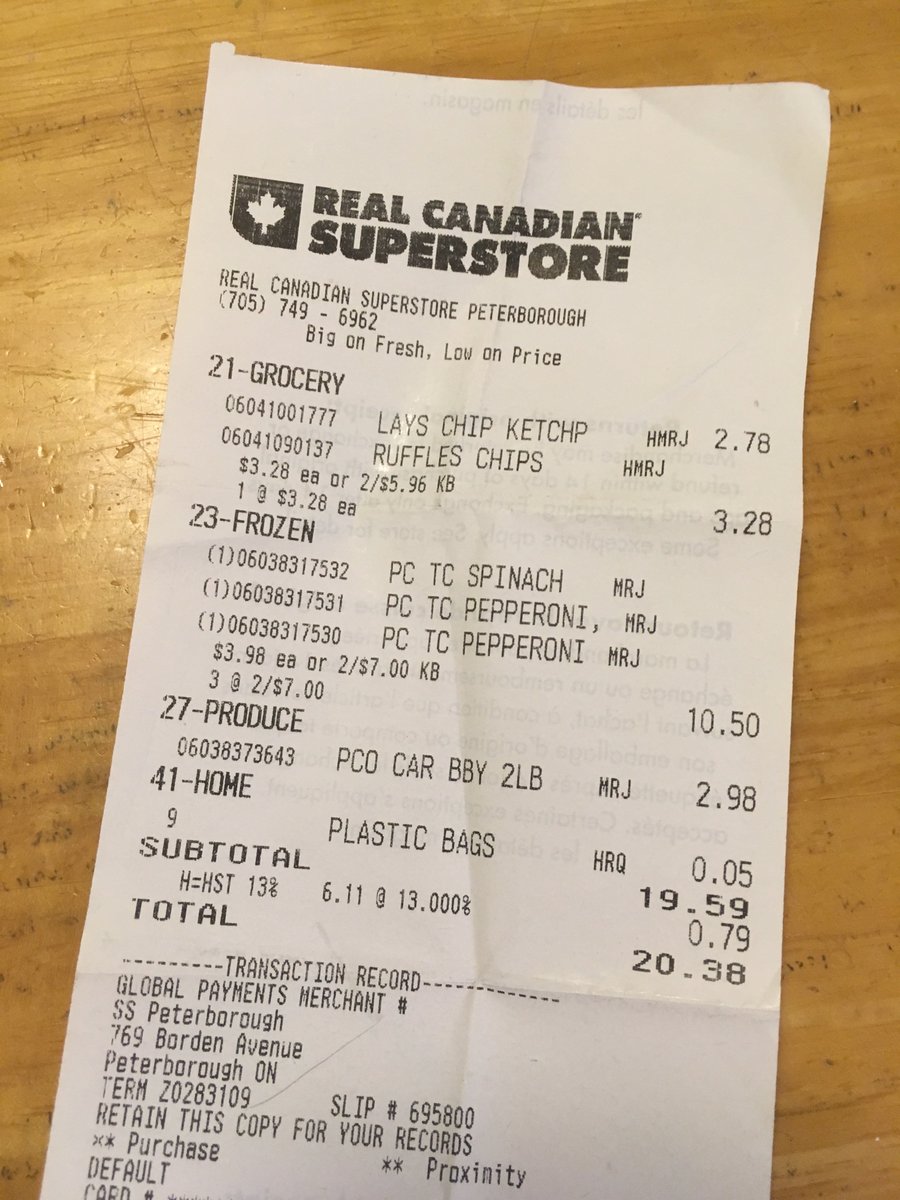 REAL CANADIAN
SUPERSTORE
REAL CANADIAN SUPERSTORE PETERBOROUGH
(705) 749 - 6962
Big on Fresh, Low on Price
21-GROCERY
06041001777 LAYS CHIP KETCHP HMRJ 2.78
06041090137 RUFFLES CHIPS HMRJ
$3.28 ea or 2/$5.96 KB
1 @ $3.28 ea 3.28
23-FROZEN
(1)06038317532 PC TC SPINACH MRJ
(1)06038317531 PC TC PEPPERONI, MRJ
(1)06038317530 PC TC PEPPERONI MRJ
$3.98 ea or 2/$7.00 KB
3 @ 2/$7.00 10.50
27-PRODUCE
06038373643 PCO CAR BBY 2LB MRJ 2.98
41-HOME
9 PLASTIC BAGS HRQ 0.05
SUBTOTAL 19.59
H=HST 13% 6.11 @ 13.000% 0.79
TOTAL 20.38
----------TRANSACTION RECORD--------------
GLOBAL PAYMENTS MERCHANT #
SS Peterborough
769 Borden Avenue
Peterborough ON
TERM Z0283109 SLIP # 695800
RETAIN THIS COPY FOR YOUR RECORDS
** Purchase ** Proximity
DEFAULT
CARD #